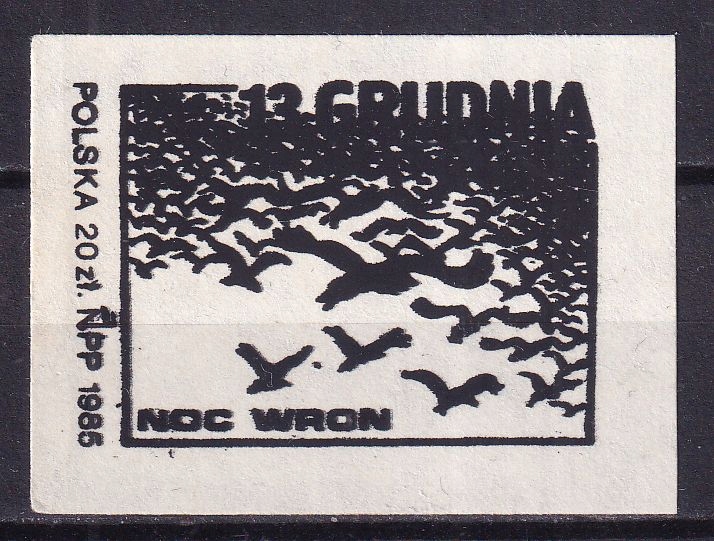 13 GRUDNIA
NOC WRON
POLSKA 20 zł. NPP 1985